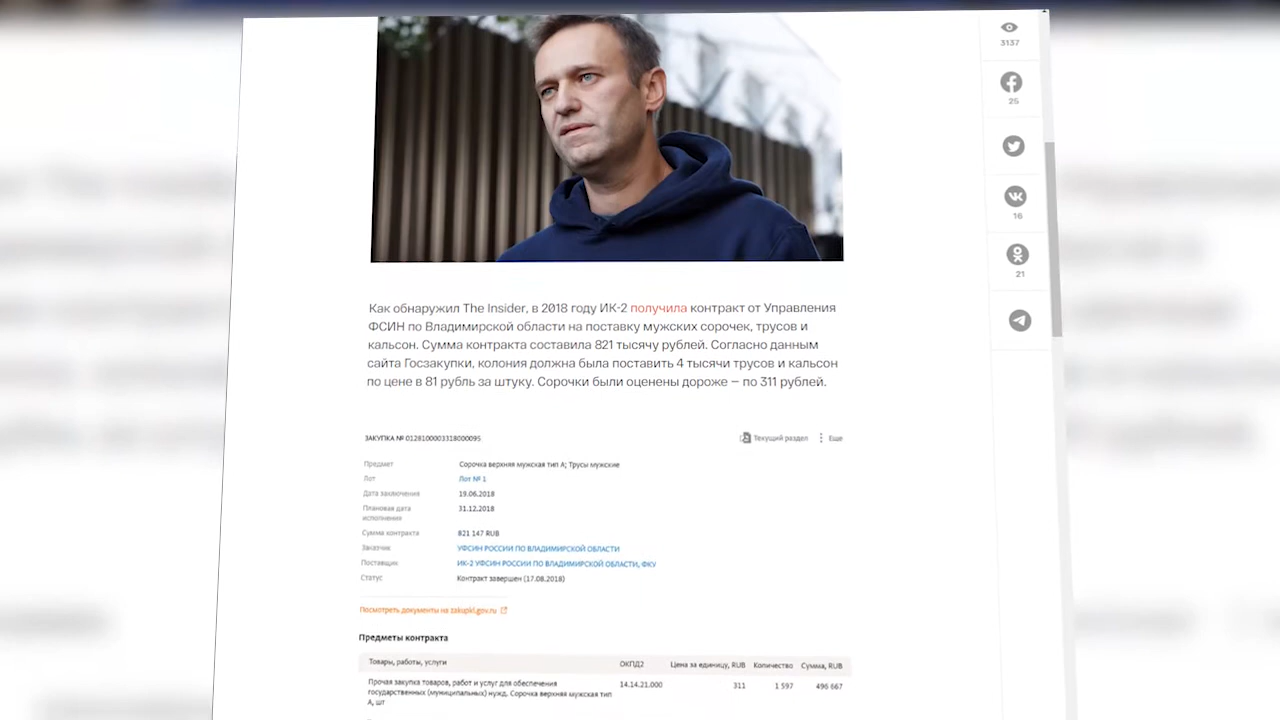 3137
25
16
21
Как обнаружил The Insider, в 2018 году ИК-2 получила контракт от Управления
ФСИН по Владимирской области на поставку мужских сорочек, трусов и
кальсон. Сумма контракта составила 821 тысячу рублей. Согласно данным
сайта Госзакупки, колония должна была поставить 4 тысячи трусов и кальсон
по цене в 81 рубль за штуку. Сорочки были оценены дороже — по 311 рублей.
ЗАКУПКА № 0128100003318000095
Текущий раздел
Еще
Предмет Сорочка верхняя мужская тип А; Трусы мужские
Лот Лот № 1
Дата заключения 19.06.2018
Плановая дата исполнения 31.12.2018
Сумма контракта 821 147 RUB
Заказчик УФСИН РОССИИ ПО ВЛАДИМИРСКОЙ ОБЛАСТИ
Поставщик ИК-2 УФСИН РОССИИ ПО ВЛАДИМИРСКОЙ ОБЛАСТИ, ФКУ
Статус Контракт завершен (17.08.2018)
Посмотреть документы на zakupki.gov.ru
Предметы контракта
Товары, работы, услуги ОКПД2 Цена за единицу, RUB Количество Сумма, RUB
Прочая закупка товаров, работ и услуг для обеспечения 14.14.21.000 311 1 597 496 667
государственных (муниципальных) нужд, Сорочка верхняя мужская тип
А, шт